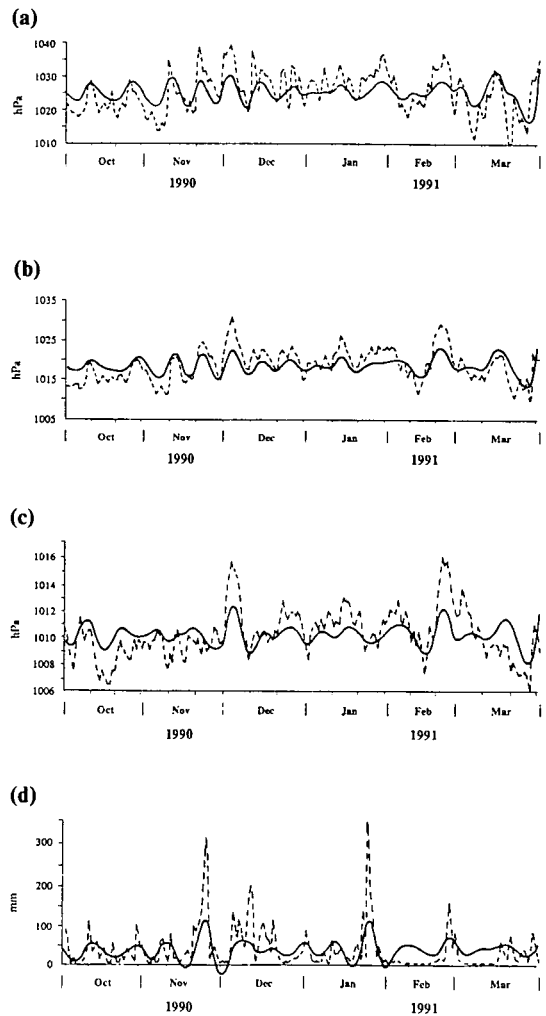 (a)
1040
1030
1020
1010
hPa
Oct Nov Dec Jan Feb Mar
1990 1991
(b)
1035
1025
1015
1005
hPa
Oct Nov Dec Jan Feb Mar
1990 1991
(c)
1016
1014
1012
1010
1008
1006
hPa
Oct Nov Dec Jan Feb Mar
1990 1991
(d)
300
200
100
0
mm
Oct Nov Dec Jan Feb Mar
1990 1991